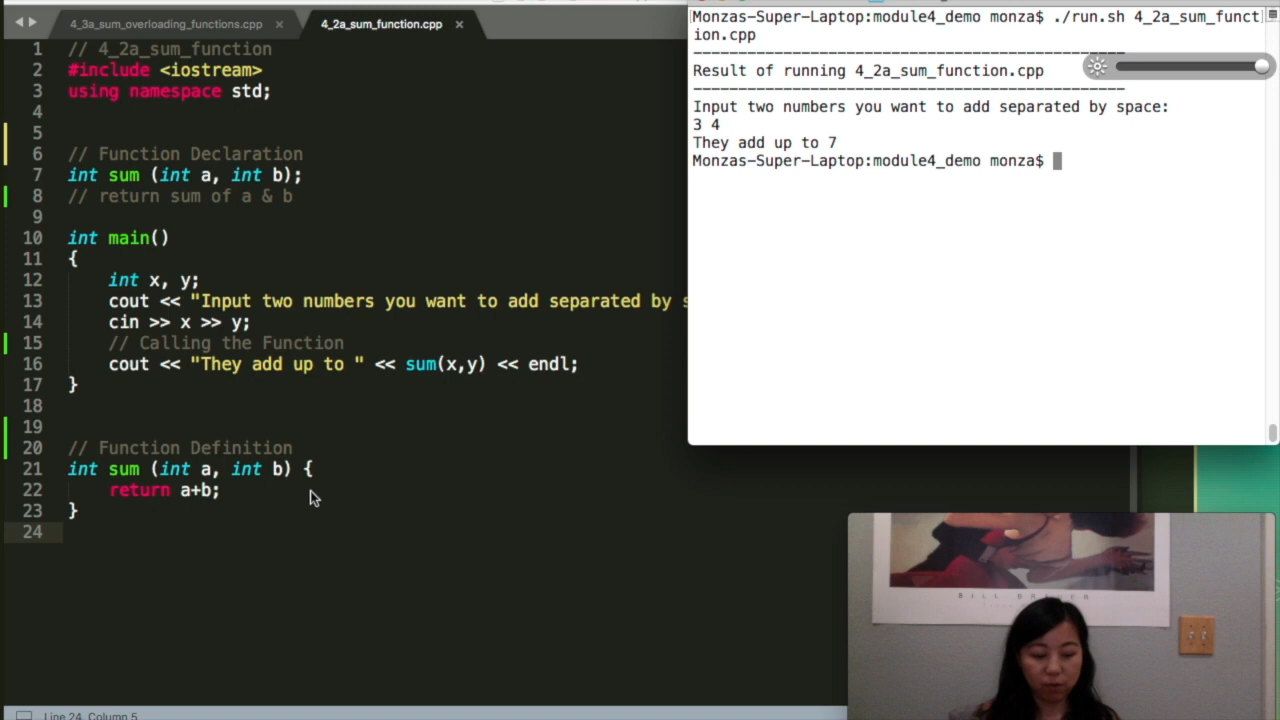 4_3a_sum_overloading_functions.cpp × 4_2a_sum_function.cpp ×
1 // 4_2a_sum_function
2 #include <iostream>
3 using namespace std;
4
5
6 // Function Declaration
7 int sum (int a, int b);
8 // return sum of a & b
9
10 int main()
11 {
12 int x, y;
13 cout << "Input two numbers you want to add separated by s
14 cin >> x >> y;
15 // Calling the Function
16 cout << "They add up to " << sum(x,y) << endl;
17 }
18
19
20 // Function Definition
21 int sum (int a, int b) {
22 return a+b;
23 }
24
Line 24, Column 5
Monzas-Super-Laptop:module4_demo monza$ ./run.sh 4_2a_sum_funct
ion.cpp
-----------------------------------------------
Result of running 4_2a_sum_function.cpp
-----------------------------------------------
Input two numbers you want to add separated by space:
3 4
They add up to 7
Monzas-Super-Laptop:module4_demo monza$